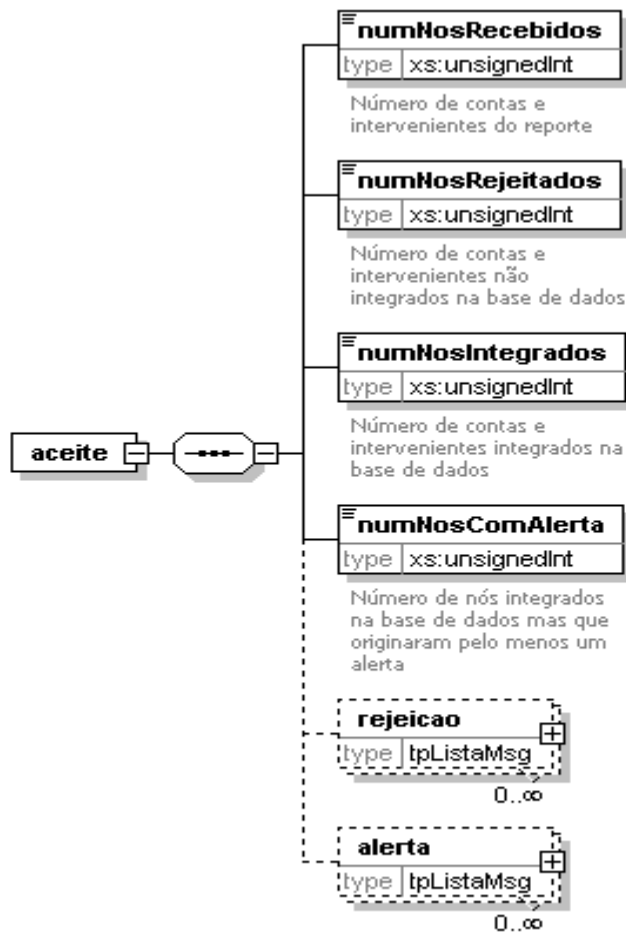 numNosRecebidos
type xs:unsignedInt
Número de contas e
intervenientes do reporte
numNosRejeitados
type xs:unsignedInt
Número de contas e
intervenientes não
integrados na base de dados
numNosIntegrados
type xs:unsignedInt
Número de contas e
intervenientes integrados na
base de dados
aceite
numNosComAlerta
type xs:unsignedInt
Número de nós integrados
na base de dados mas que
originaram pelo menos um
alerta
rejeicao
type tpListaMsg
0..∞
alerta
type tpListaMsg
0..∞